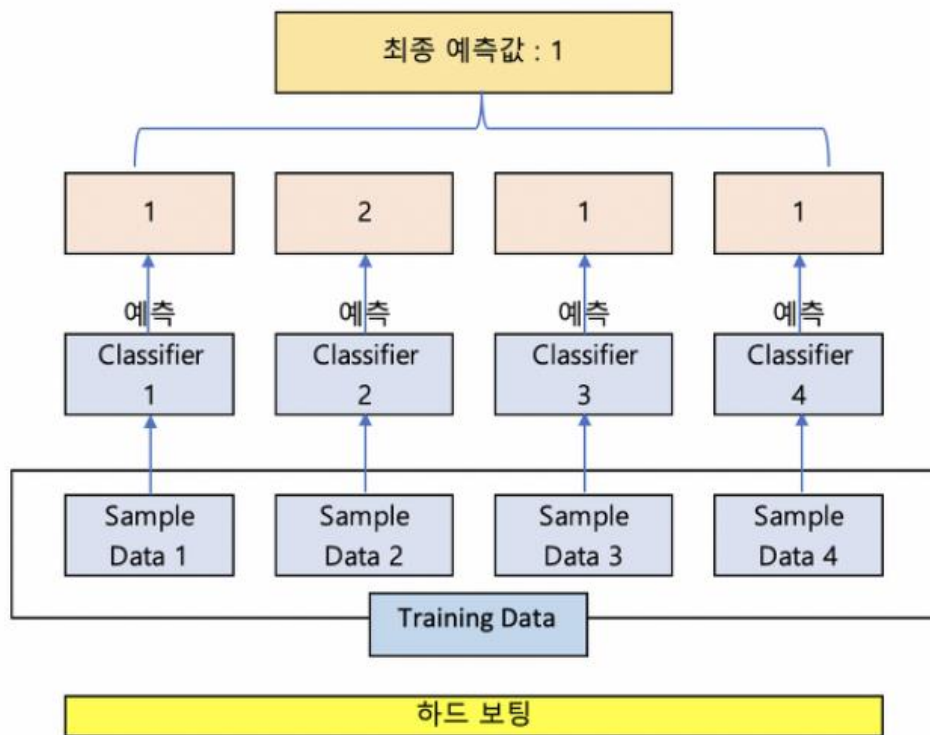 최종 예측값 : 1
1
2
1
1
예측
예측
예측
예측
Classifier
1
Classifier
2
Classifier
3
Classifier
4
Sample
Data 1
Sample
Data 2
Sample
Data 3
Sample
Data 4
Training Data
하드 보팅